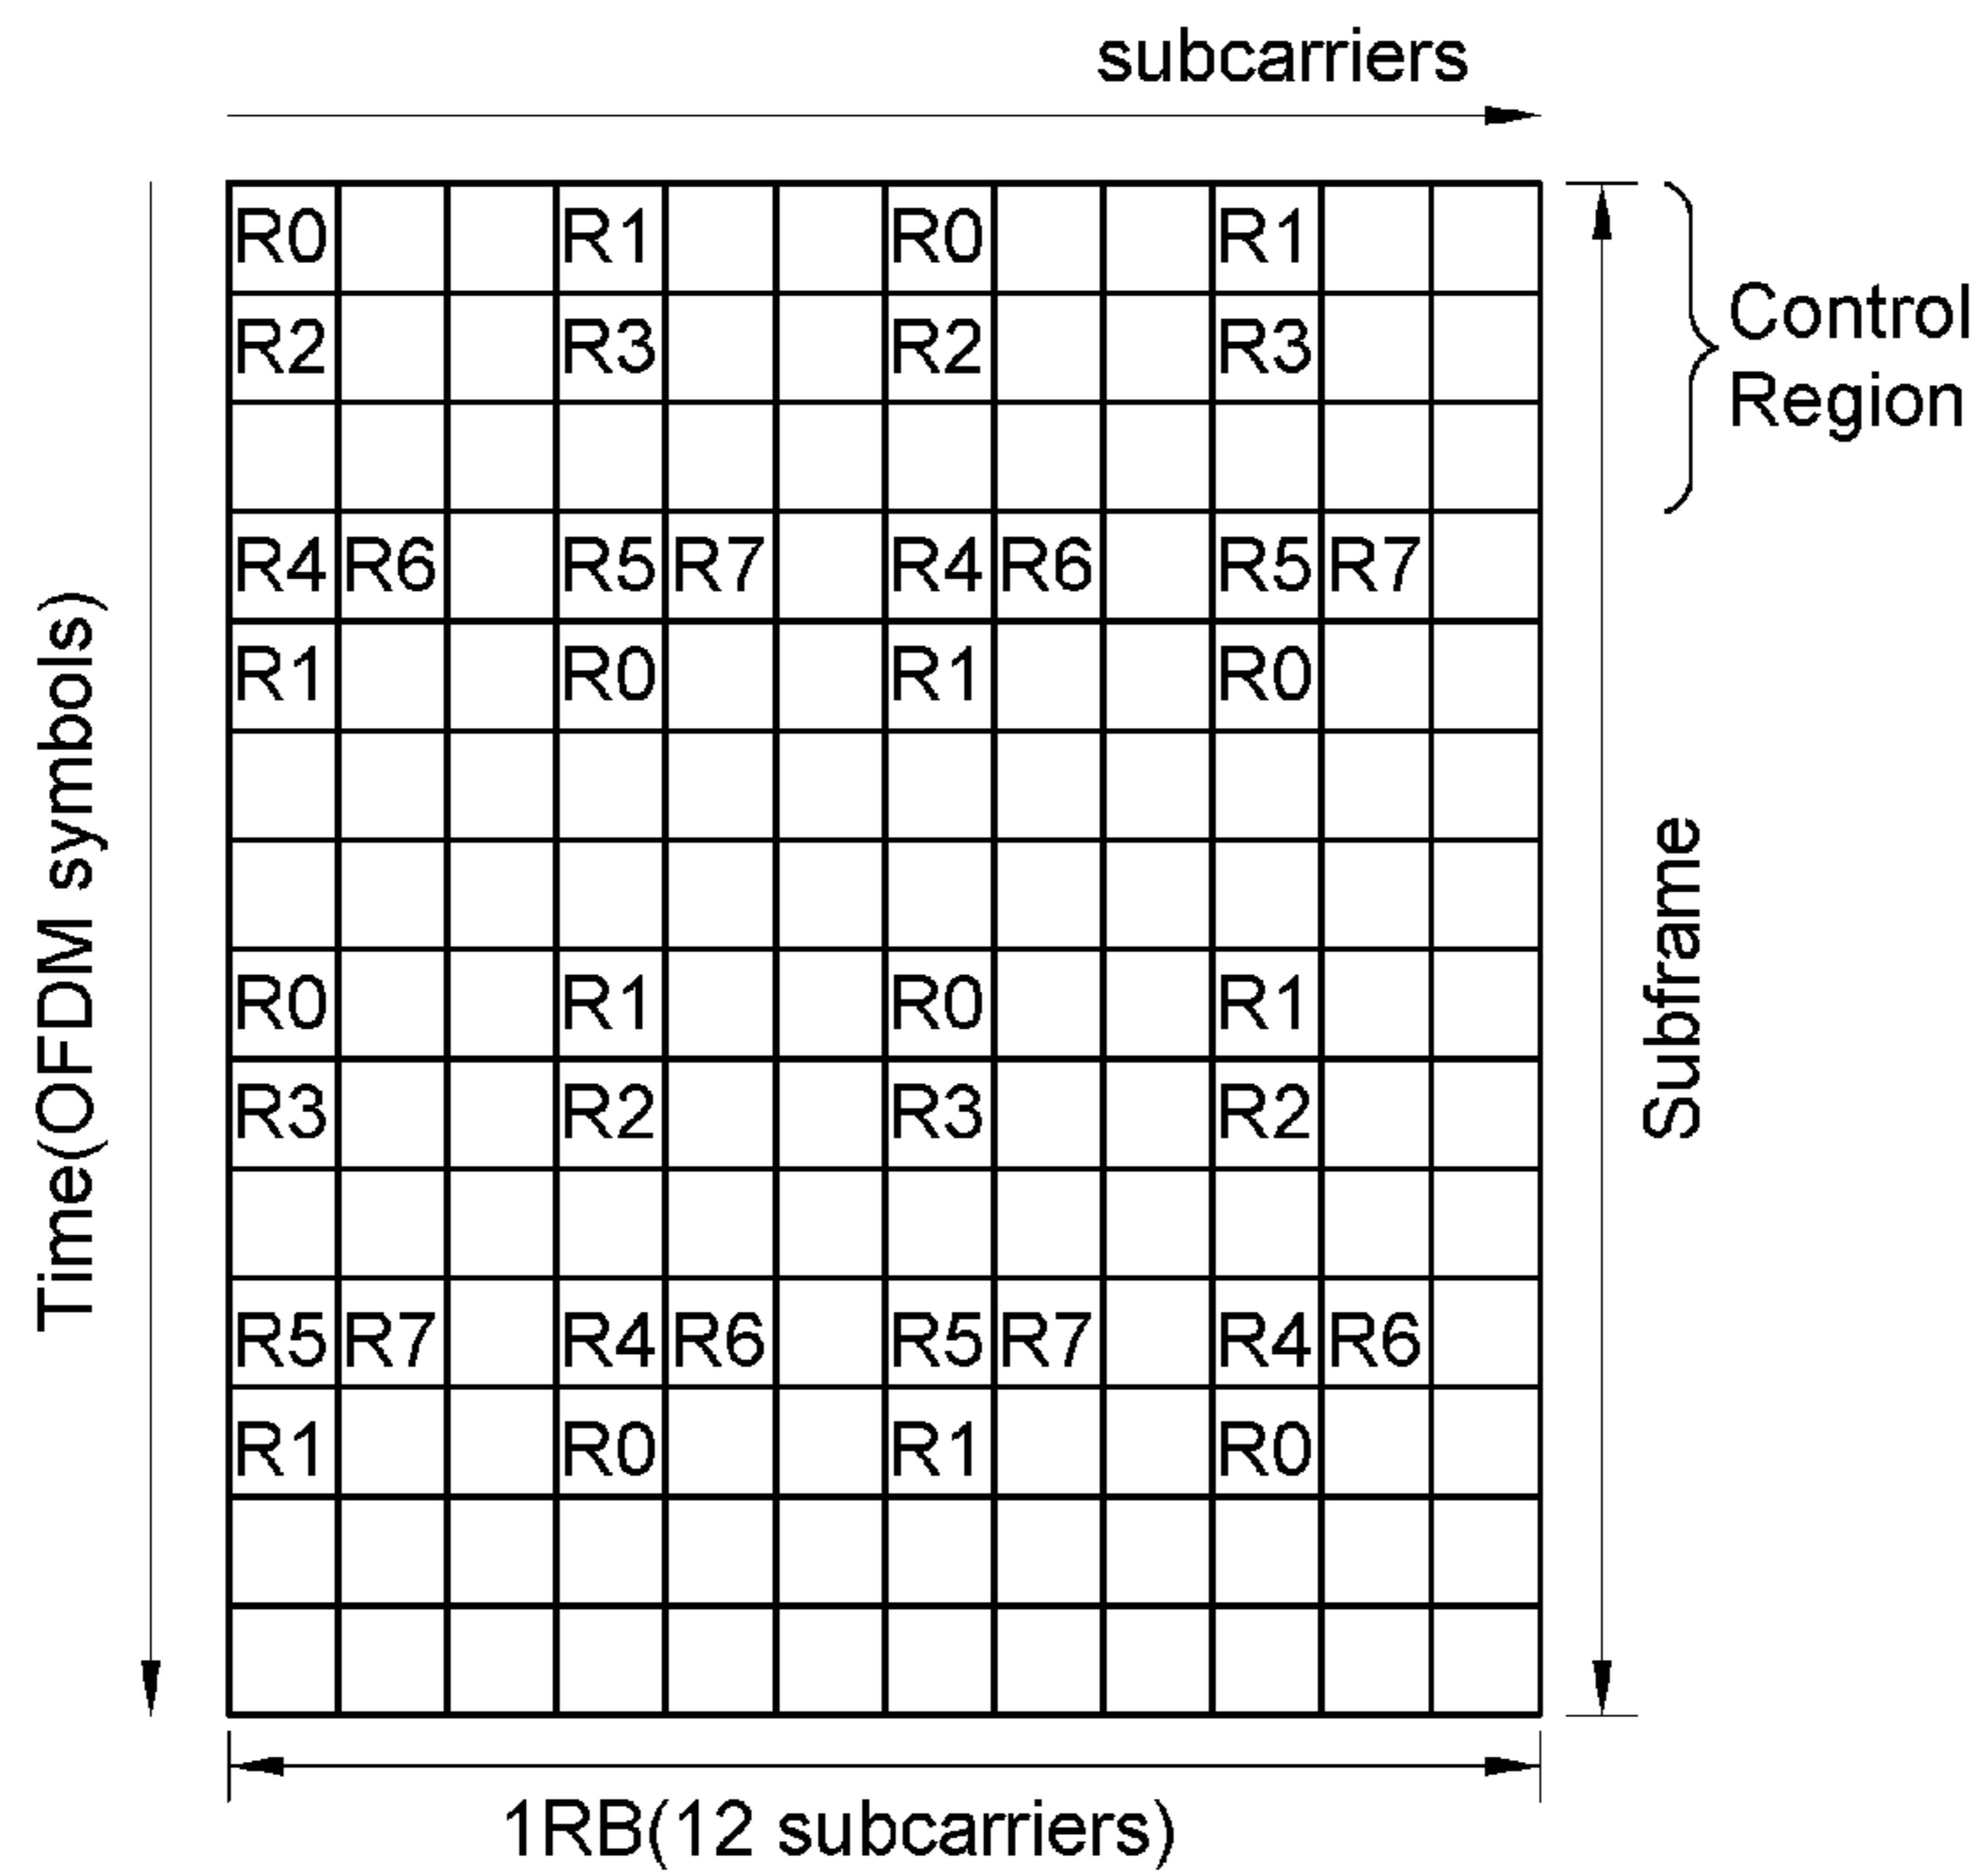 subcarriers
R0 R1 R0 R1
R2 R3 R2 R3
Control
Region
R4 R6 R5 R7 R4 R6 R5 R7
R1 R0 R1 R0
Time(OFDM symbols)
R0 R1 R0 R1
Subframe
R3 R2 R3 R2
R5 R7 R4 R6 R5 R7 R4 R6
R1 R0 R1 R0
1RB(12 subcarriers)